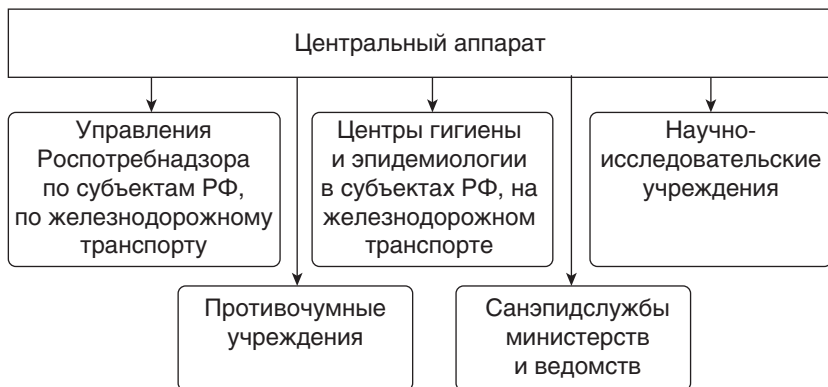 Центральный аппарат
Управления
Роспотребнадзора
по субъектам РФ,
по железнодорожному
транспорту
Центры гигиены
и эпидемиологии
в субъектах РФ, на
железнодорожном
транспорте
Научно-
исследовательские
учреждения
Противочумные
учреждения
Санэпидслужбы
министерств
и ведомств